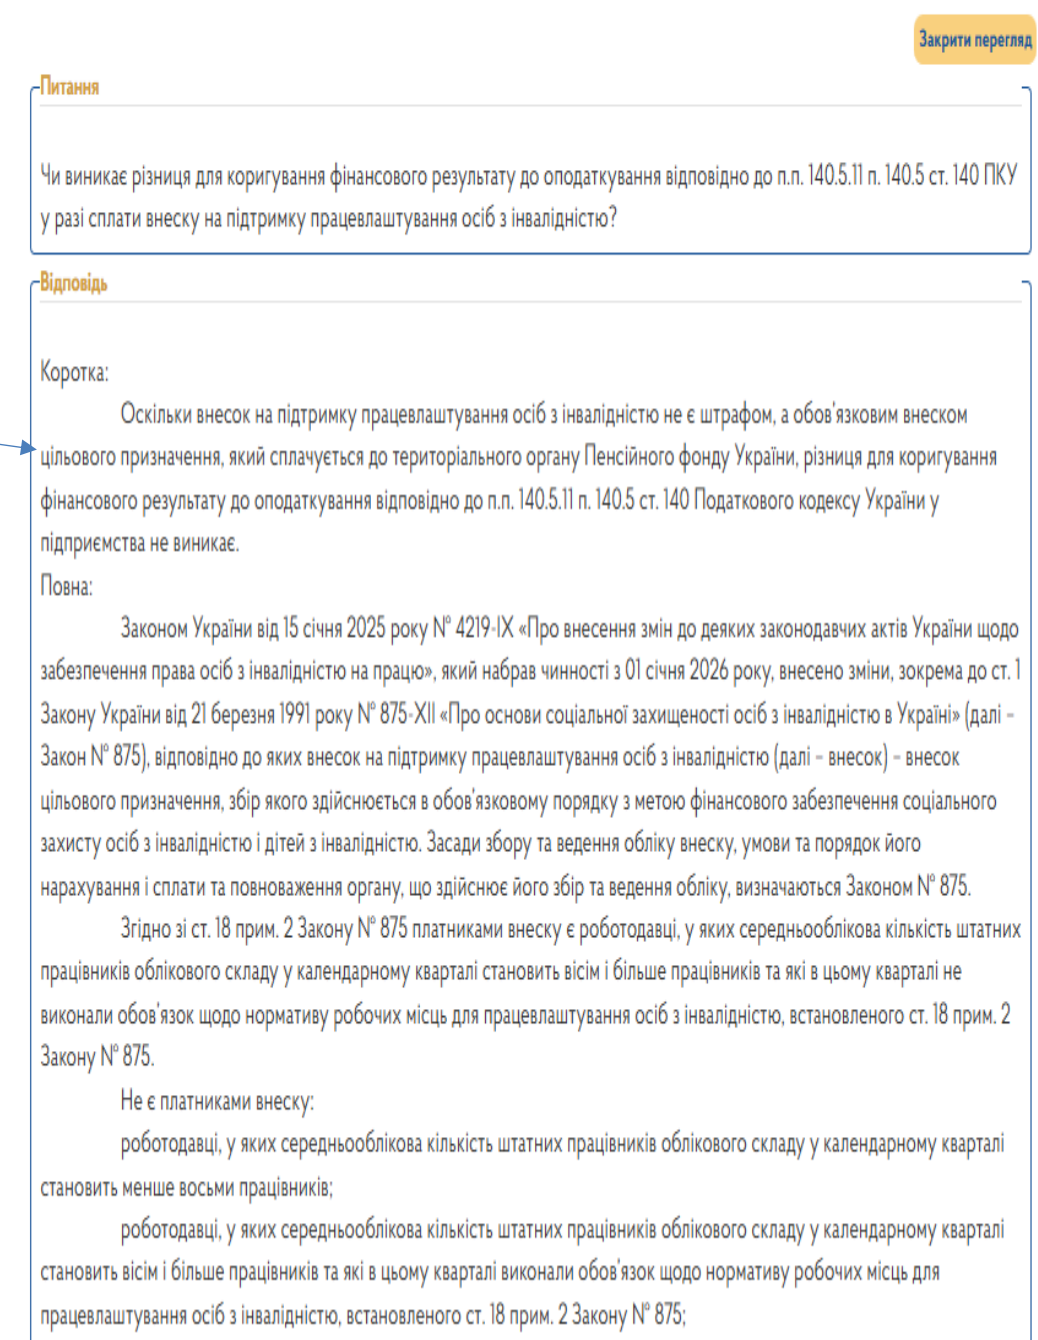 Закрити перегляд
Питання
Чи виникає різниця для коригування фінансового результату до оподаткування відповідно до п.п. 140.5.11 п. 140.5 ст. 140 ПКУ
у разі сплати внеску на підтримку працевлаштування осіб з інвалідністю?
Відповідь
Коротка:
Оскільки внесок на підтримку працевлаштування осіб з інвалідністю не є штрафом, а обов'язковим внеском
цільового призначення, який сплачується до територіального органу Пенсійного фонду України, різниця для коригування
фінансового результату до оподаткування відповідно до п.п. 140.5.11 п. 140.5 ст. 140 Податкового кодексу України у
підприємства не виникає.
Повна:
Законом України від 15 січня 2025 року № 4219-IX «Про внесення змін до деяких законодавчих актів України щодо
забезпечення права осіб з інвалідністю на працю», який набрав чинності з 01 січня 2026 року, внесено зміни, зокрема до ст. 1
Закону України від 21 березня 1991 року № 875-XII «Про основи соціальної захищеності осіб з інвалідністю в Україні» (далі –
Закон № 875), відповідно до яких внесок на підтримку працевлаштування осіб з інвалідністю (далі – внесок) – внесок
цільового призначення, збір якого здійснюється в обов'язковому порядку з метою фінансового забезпечення соціального
захисту осіб з інвалідністю і дітей з інвалідністю. Засади збору та ведення обліку внеску, умови та порядок його
нарахування і сплати та повноваження органу, що здійснює його збір та ведення обліку, визначаються Законом № 875.
Згідно зі ст. 18 прим. 2 Закону № 875 платниками внеску є роботодавці, у яких середньооблікова кількість штатних
працівників облікового складу у календарному кварталі становить вісім і більше працівників та які в цьому кварталі не
виконали обов'язок щодо нормативу робочих місць для працевлаштування осіб з інвалідністю, встановленого ст. 18 прим. 2
Закону № 875.
Не є платниками внеску:
роботодавці, у яких середньооблікова кількість штатних працівників облікового складу у календарному кварталі
становить менше восьми працівників;
роботодавці, у яких середньооблікова кількість штатних працівників облікового складу у календарному кварталі
становить вісім і більше працівників та які в цьому кварталі виконали обов'язок щодо нормативу робочих місць для
працевлаштування осіб з інвалідністю, встановленого ст. 18 прим. 2 Закону № 875;